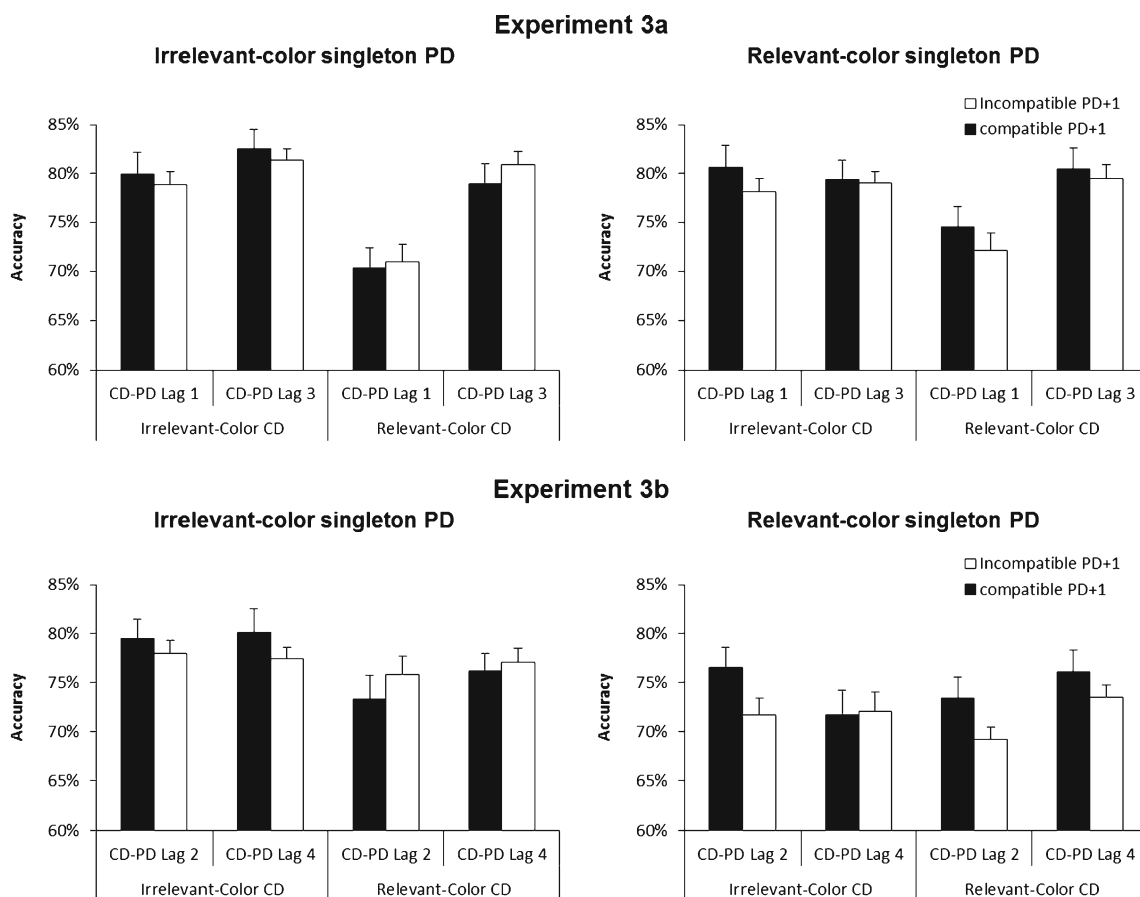 Experiment 3a
Irrelevant-color singleton PD
Relevant-color singleton PD
Incompatible PD+1
compatible PD+1
Accuracy
85%
80%
75%
70%
65%
60%
CD-PD Lag 1 CD-PD Lag 3 CD-PD Lag 1 CD-PD Lag 3
Irrelevant-Color CD Relevant-Color CD
Accuracy
85%
80%
75%
70%
65%
60%
CD-PD Lag 1 CD-PD Lag 3 CD-PD Lag 1 CD-PD Lag 3
Irrelevant-Color CD Relevant-Color CD
Experiment 3b
Irrelevant-color singleton PD
Relevant-color singleton PD
Incompatible PD+1
compatible PD+1
Accuracy
85%
80%
75%
70%
65%
60%
CD-PD Lag 2 CD-PD Lag 4 CD-PD Lag 2 CD-PD Lag 4
Irrelevant-Color CD Relevant-Color CD
Accuracy
85%
80%
75%
70%
65%
60%
CD-PD Lag 2 CD-PD Lag 4 CD-PD Lag 2 CD-PD Lag 4
Irrelevant-Color CD Relevant-Color CD